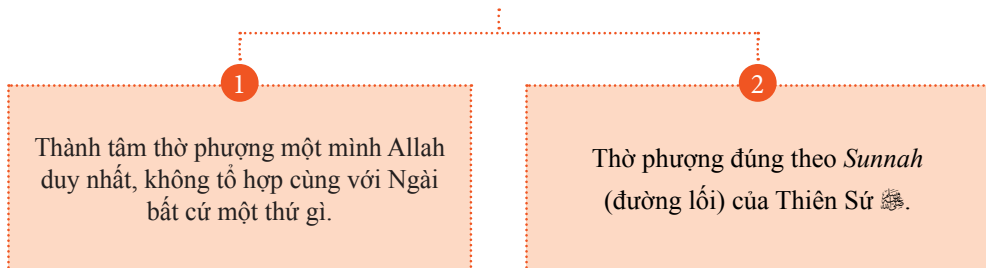 1
Thành tâm thờ phượng một mình Allah
duy nhất, không tổ hợp cùng với Ngài
bất cứ một thứ gì.
2
Thờ phượng đúng theo Sunnah
(đường lối) của Thiên Sứ ﷺ.